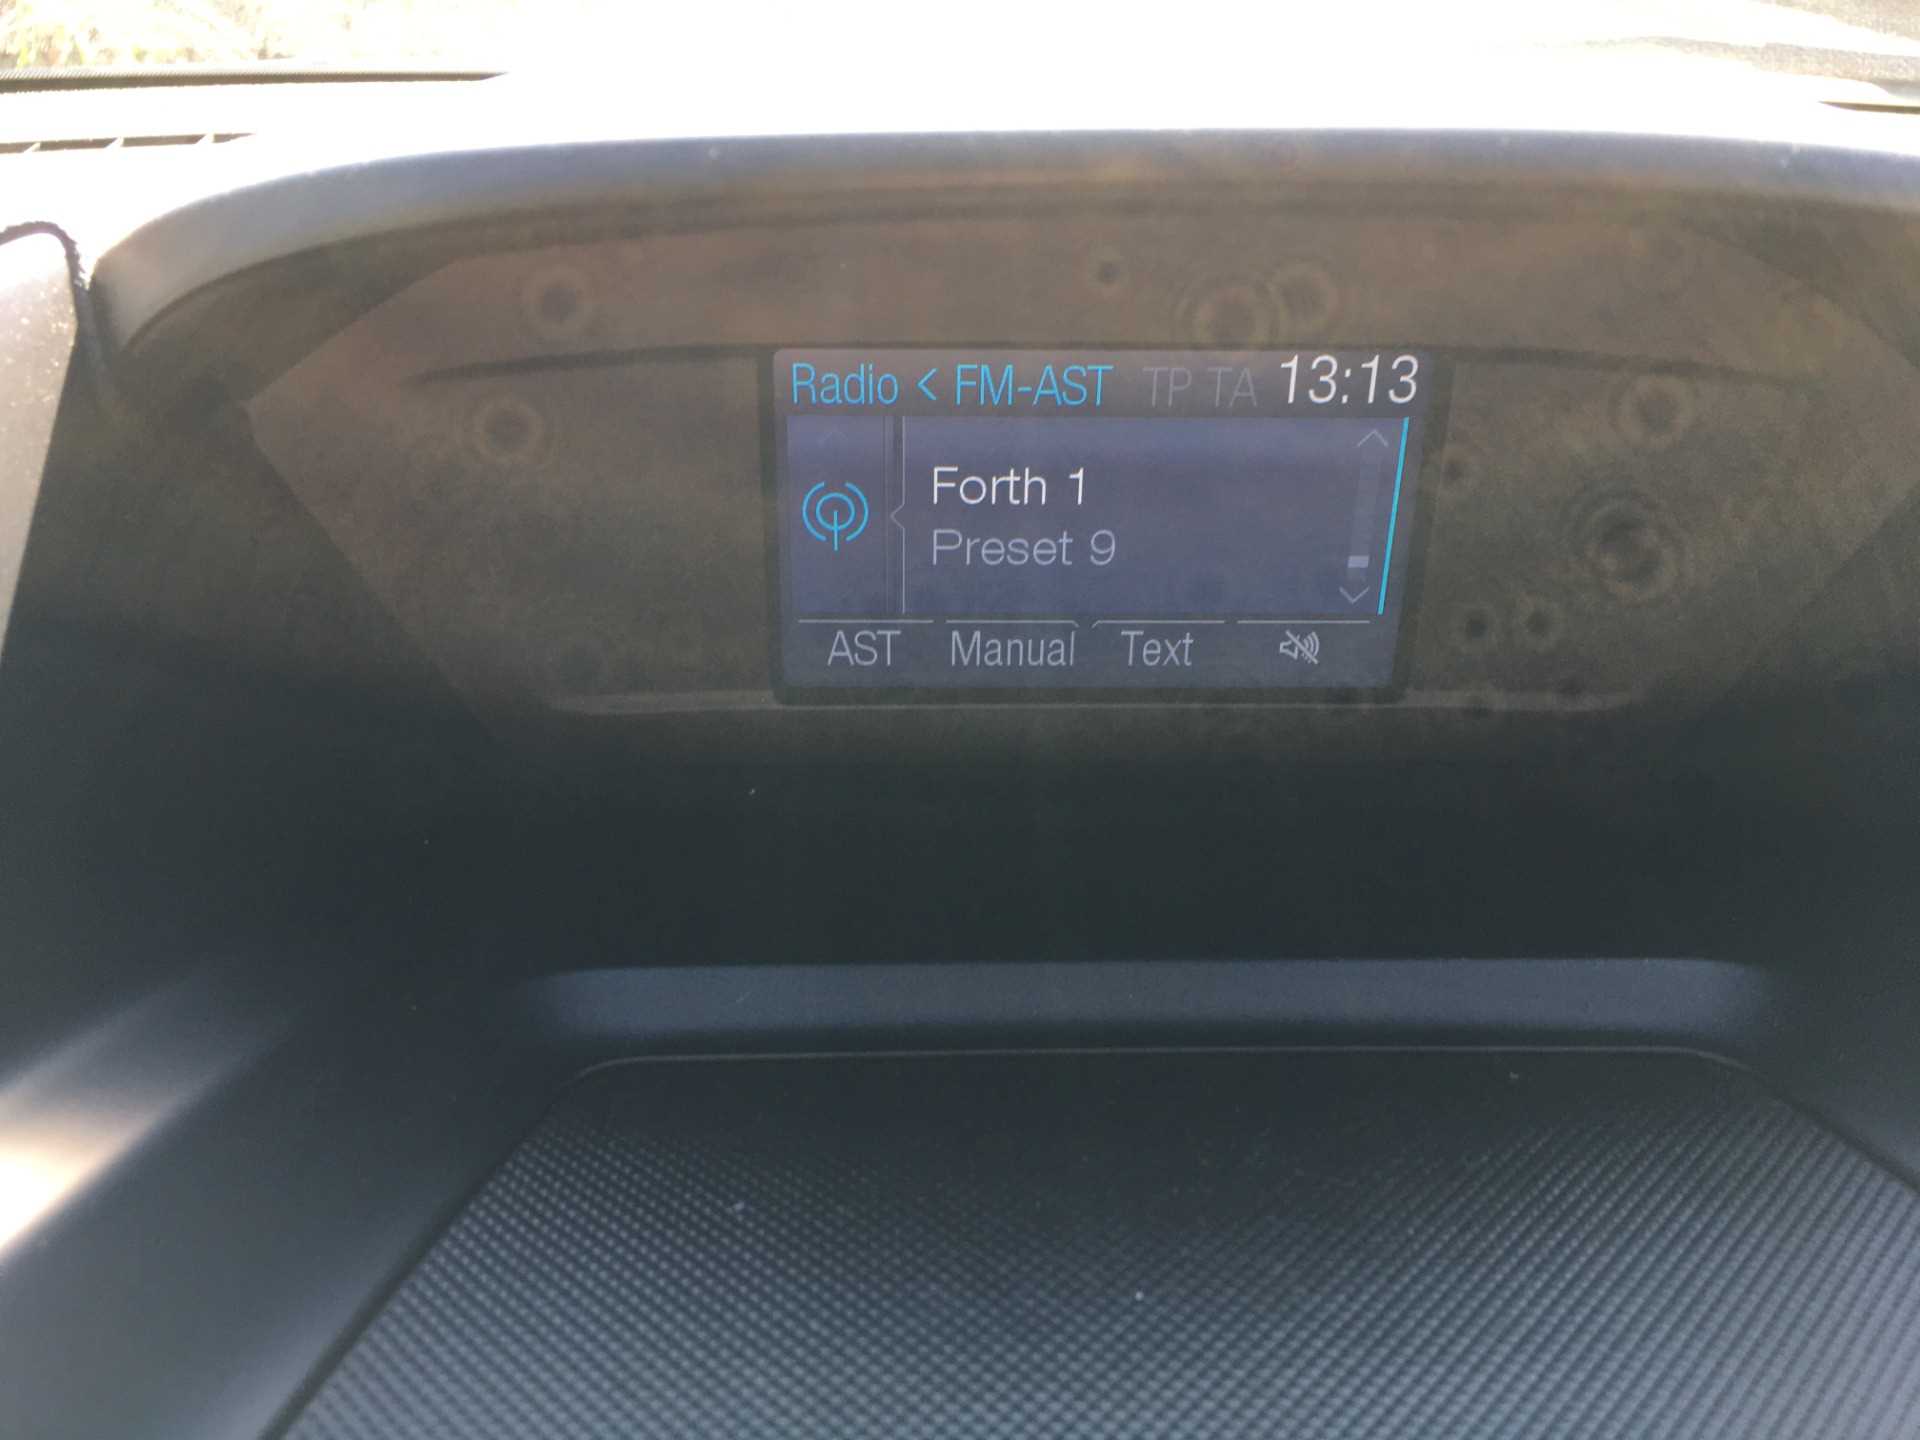 Radio < FM-AST TP TA 13:13
Forth 1
Preset 9
AST Manual Text